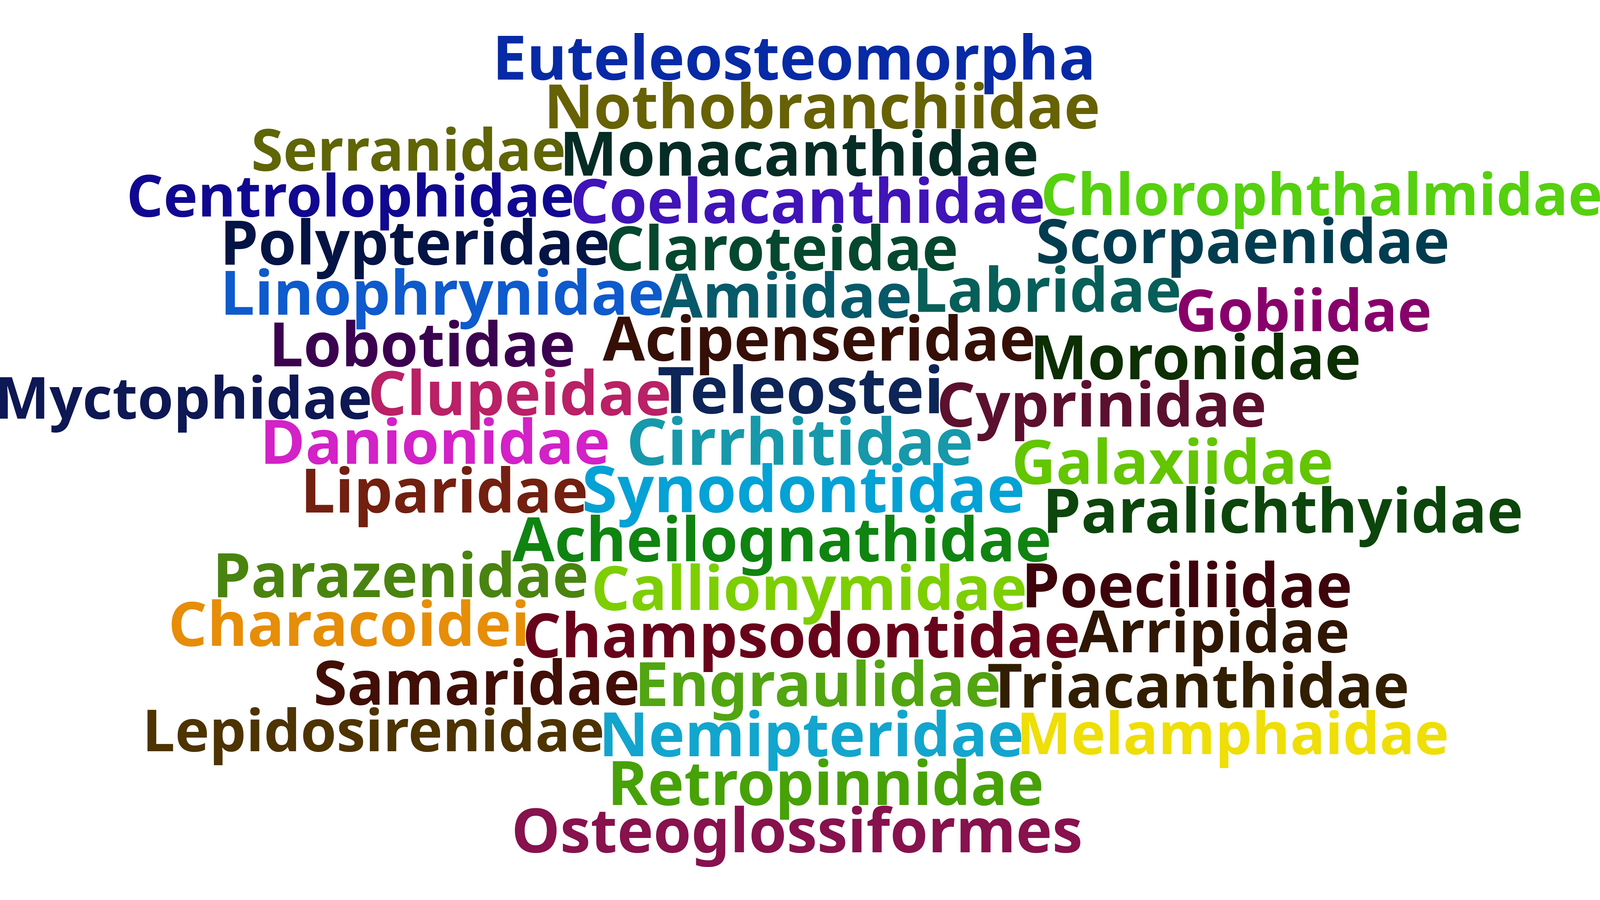 Euteleosteomorpha
Nothobranchiidae
Serranidae Monacanthidae
Centrolophidae Coelacanthidae Chlorophthalmidae
Polypteridae Claroteidae Scorpaenidae
Linophrynidae Amiidae Labridae Gobiidae
Lobotidae Acipenseridae Moronidae
Myctophidae Clupeidae Teleostei Cyprinidae
Danionidae Cirrhitidae Galaxiidae
Liparidae Synodontidae Paralichthyidae
Acheilognathidae
Parazenidae Callionymidae Poeciliidae
Characoidei Champsodontidae Arripidae
Samaridae Engraulidae Triacanthidae
Lepidosirenidae Nemipteridae Melamphaidae
Retropinnidae
Osteoglossiformes